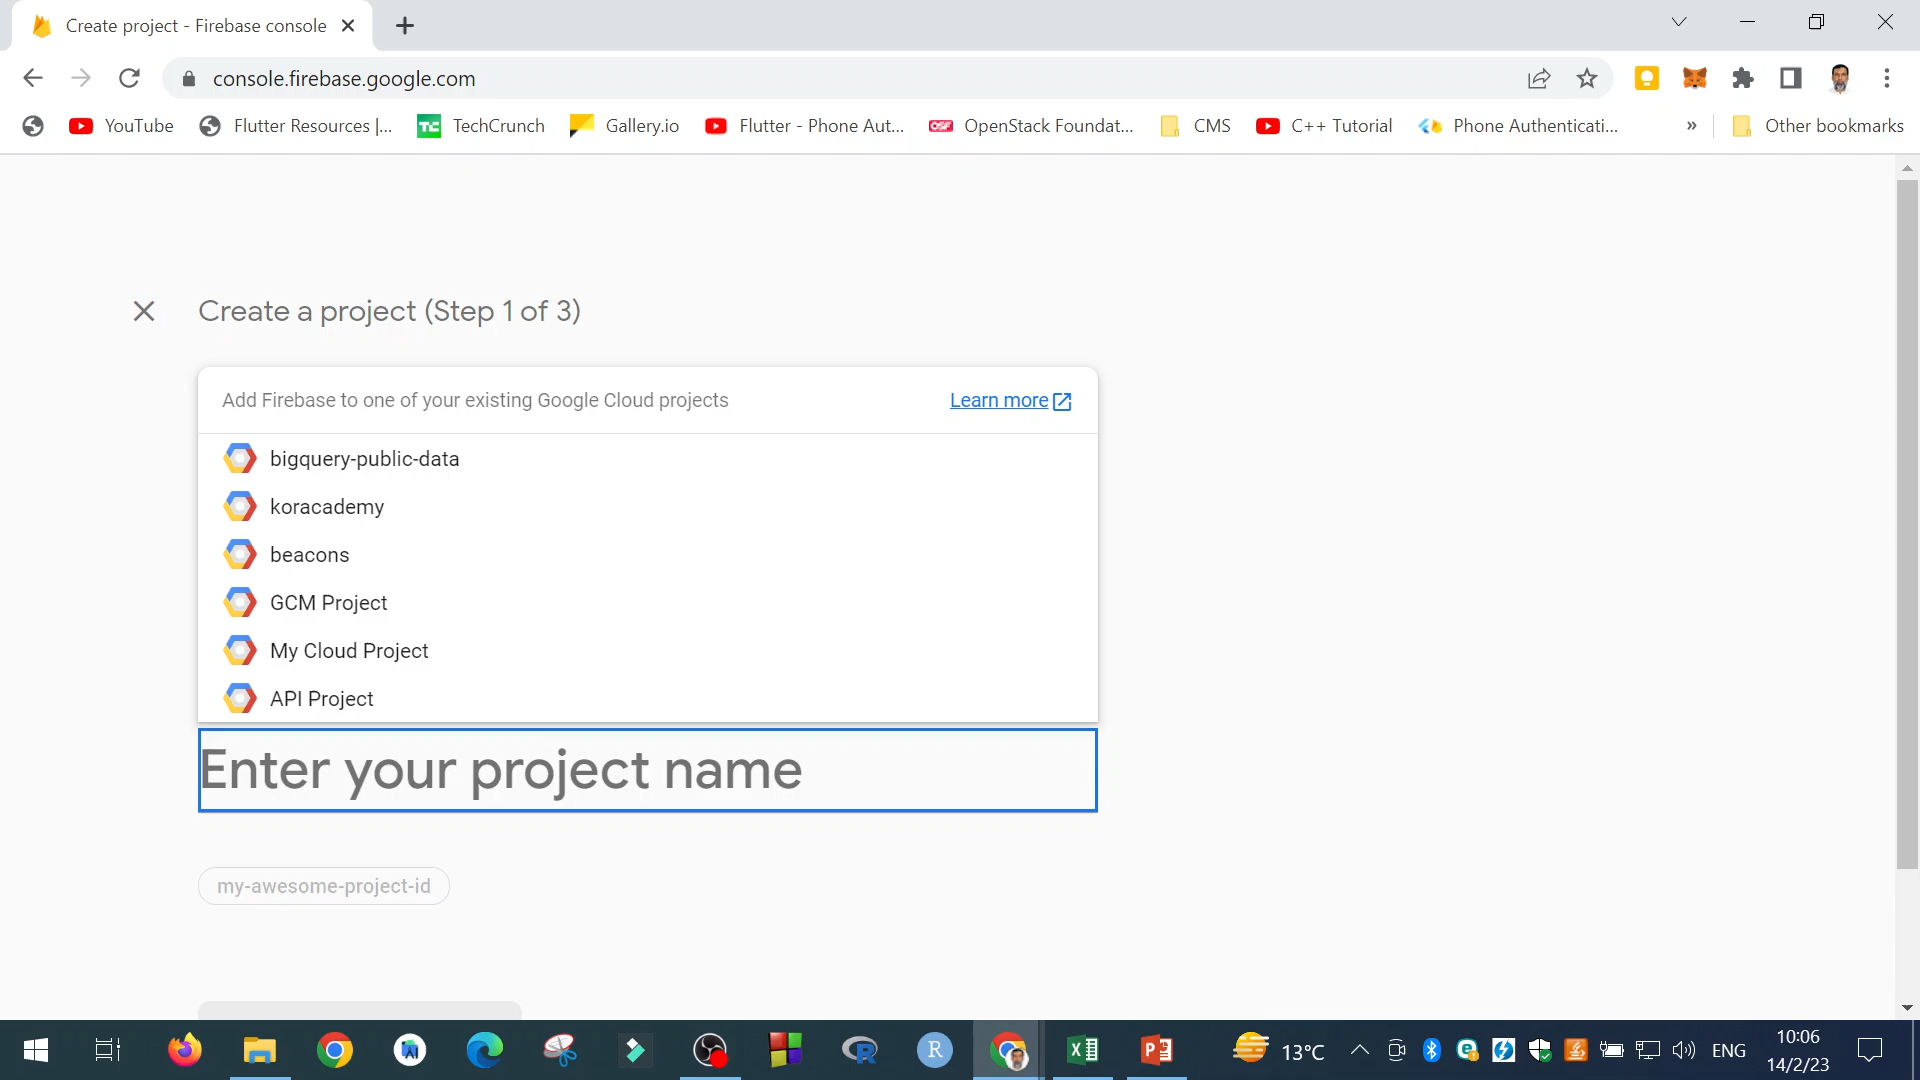 Create project - Firebase console
console.firebase.google.com
YouTube
Flutter Resources |...
TC
TechCrunch
Gallery.io
Flutter - Phone Aut...
OpenStack Foundat...
CMS
C++ Tutorial
Phone Authenticati...
»
Other bookmarks
Create a project (Step 1 of 3)
Add Firebase to one of your existing Google Cloud projects
Learn more
bigquery-public-data
koracademy
beacons
GCM Project
My Cloud Project
API Project
Enter your project name
my-awesome-project-id
13°C
ENG
10:06
14/2/23